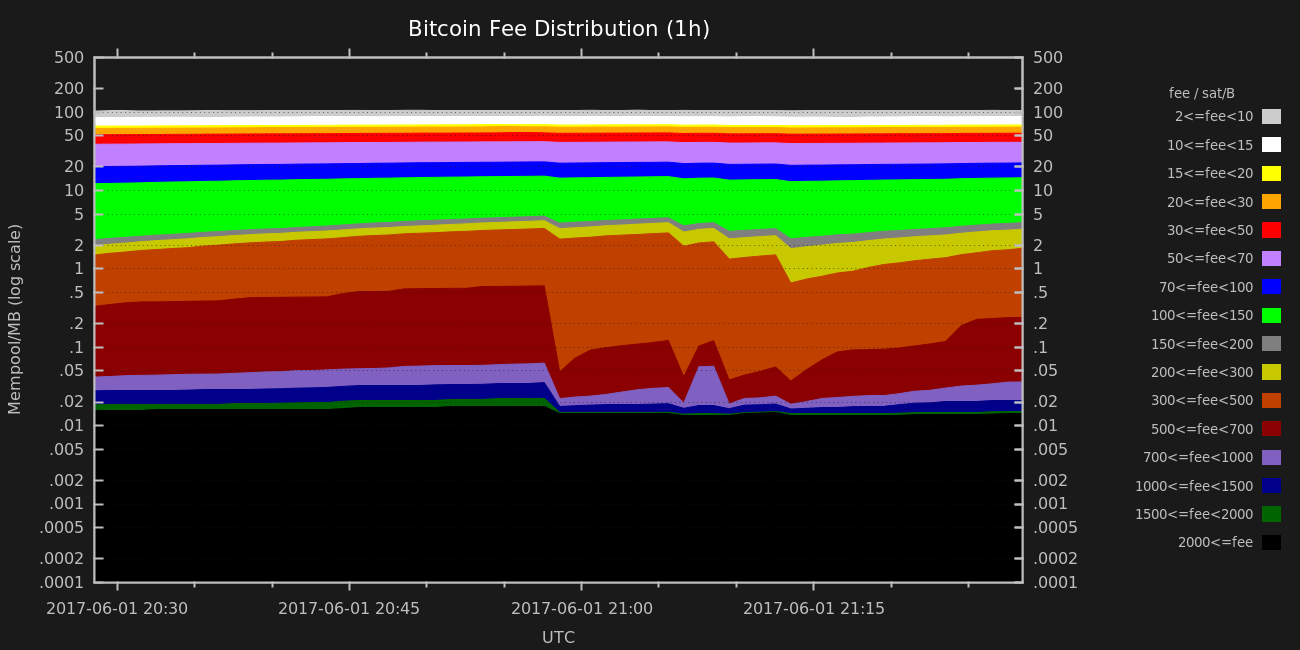 Bitcoin Fee Distribution (1h)
500
200
100
50
20
10
5
2
1
.5
.2
.1
.05
.02
.01
.005
.002
.001
.0005
.0002
.0001
Mempool/MB (log scale)
500
200
100
50
20
10
5
2
1
.5
.2
.1
.05
.02
.01
.005
.002
.001
.0005
.0002
.0001
2017-06-01 20:30
2017-06-01 20:45
2017-06-01 21:00
2017-06-01 21:15
UTC
fee / sat/B
2<=fee<10
10<=fee<15
15<=fee<20
20<=fee<30
30<=fee<50
50<=fee<70
70<=fee<100
100<=fee<150
150<=fee<200
200<=fee<300
300<=fee<500
500<=fee<700
700<=fee<1000
1000<=fee<1500
1500<=fee<2000
2000<=fee